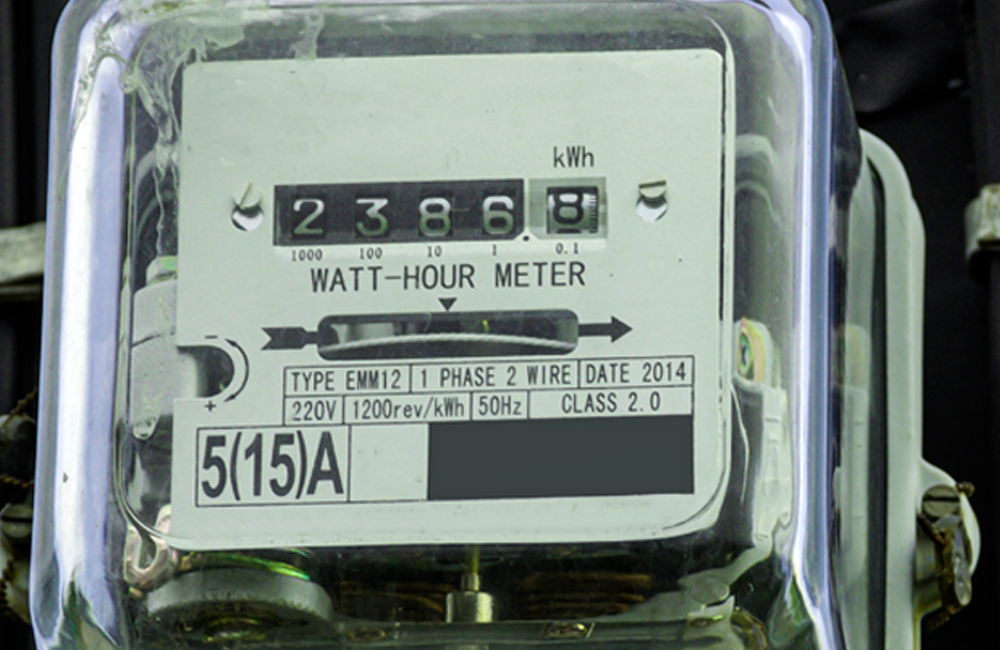 kWh
2 3 8 6 8
1000 100 10 1 0.1
WATT-HOUR METER
TYPE EMM12 1 PHASE 2 WIRE DATE 2014
220V 1200rev/kWh 50Hz CLASS 2.0
5(15)A
+